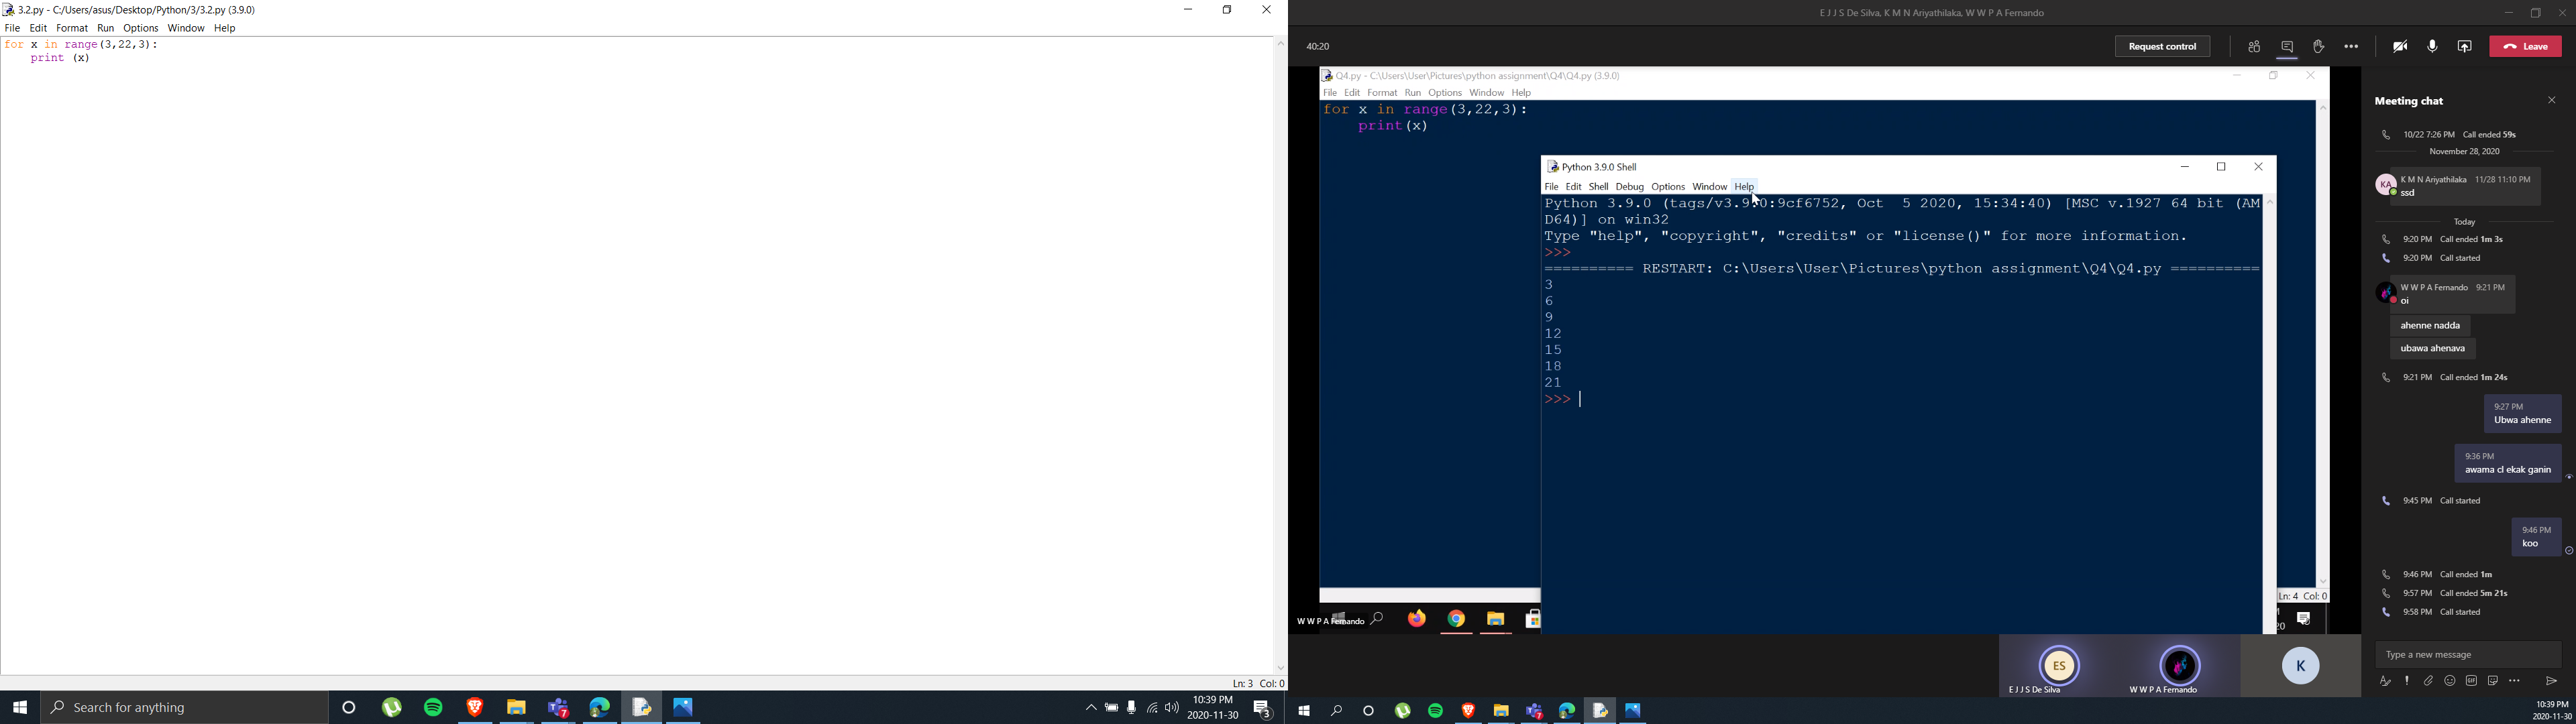 3.2.py - C:/Users/asus/Desktop/Python/3/3.2.py (3.9.0)
File Edit Format Run Options Window Help
for x in range(3,22,3):
print (x)
Ln: 3 Col: 0
Search for anything
7
10:39 PM
2020-11-30
3
E J J S De Silva, K M N Ariyathilaka, W W P A Fernando
40:20
Request control
Leave
Q4.py - C:\Users\User\Pictures\python assignment\Q4\Q4.py (3.9.0)
File Edit Format Run Options Window Help
for x in range(3,22,3):
print(x)
Python 3.9.0 Shell
File Edit Shell Debug Options Window Help
Python 3.9.0 (tags/v3.9.0:9cf6752, Oct 5 2020, 15:34:40) [MSC v.1927 64 bit (AM
D64)] on win32
Type "help", "copyright", "credits" or "license()" for more information.
>>>
========== RESTART: C:\Users\User\Pictures\python assignment\Q4\Q4.py ==========
3
6
9
12
15
18
21
>>>
Ln: 4 Col: 0
W W P A Fernando
20
ES
E J J S De Silva
W W P A Fernando
K
Meeting chat
10/22 7:26 PM Call ended 59s
November 28, 2020
KA
K M N Ariyathilaka 11/28 11:10 PM
ssd
Today
9:20 PM Call ended 1m 3s
9:20 PM Call started
W W P A Fernando 9:21 PM
oi
ahenne nadda
ubawa ahenava
9:21 PM Call ended 1m 24s
9:27 PM
Ubwa ahenne
9:36 PM
awama cl ekak ganin
9:45 PM Call started
9:46 PM
koo
9:46 PM Call ended 1m
9:57 PM Call ended 5m 21s
9:58 PM Call started
Type a new message
GIF
7
10:39 PM
2020-11-30